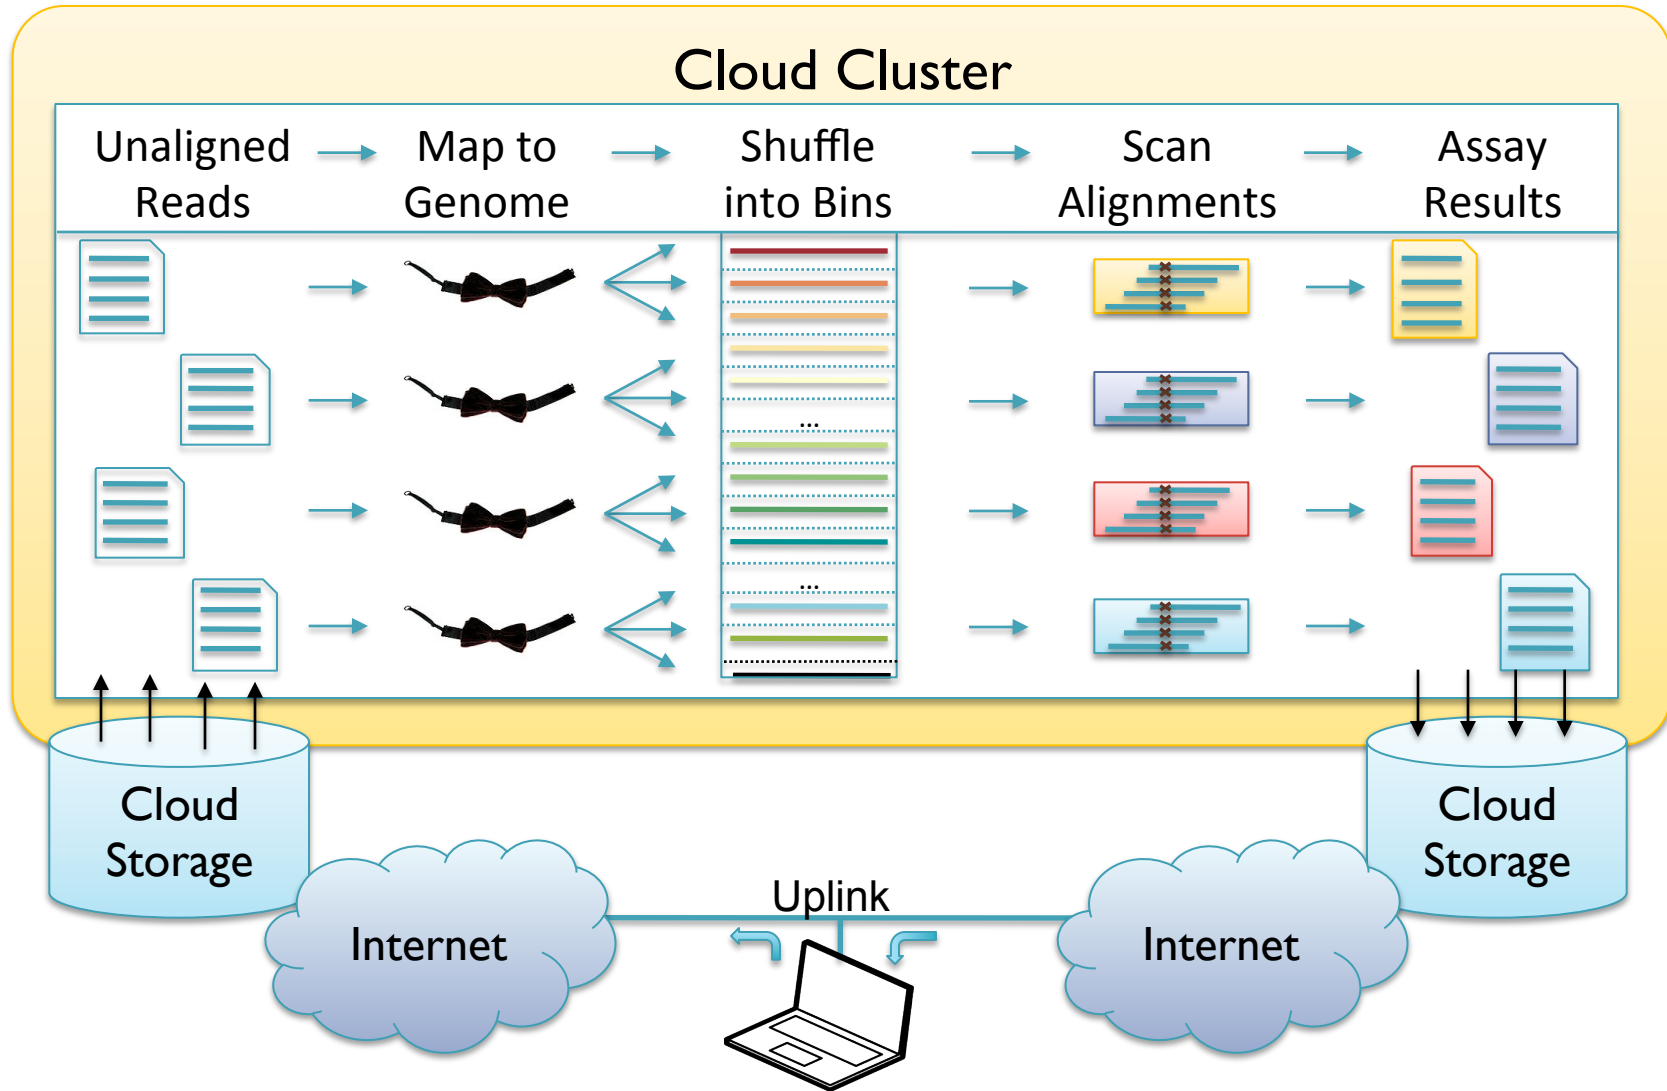 Cloud Cluster
Unaligned
Reads
Map to
Genome
Shuffle
into Bins
Scan
Alignments
Assay
Results
...
...
Cloud
Storage
Cloud
Storage
Uplink
Internet
Internet